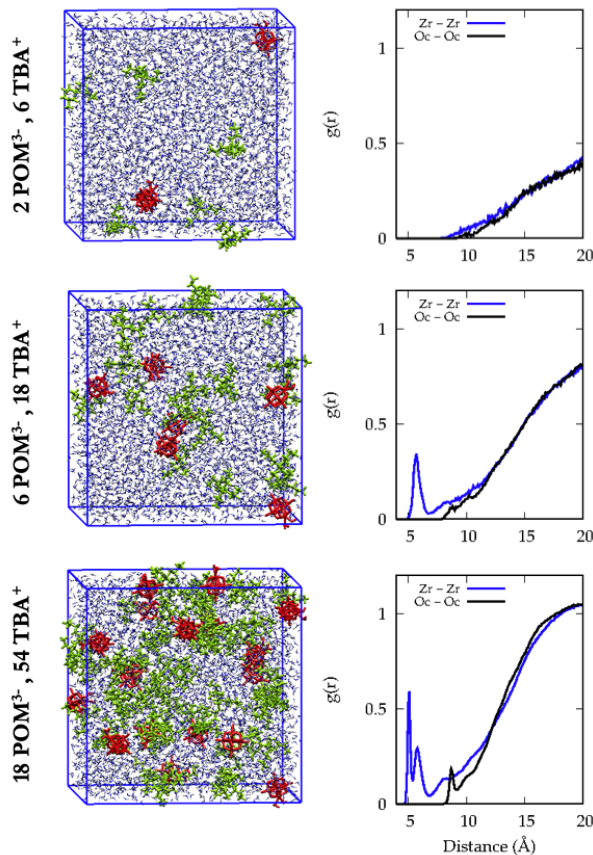 2 POM³⁻, 6 TBA⁺
Zr – Zr
Oc – Oc
g(r)
1
0.5
0
5 10 15 20
6 POM³⁻, 18 TBA⁺
Zr – Zr
Oc – Oc
g(r)
1
0.5
0
5 10 15 20
18 POM³⁻, 54 TBA⁺
Zr – Zr
Oc – Oc
g(r)
1
0.5
0
5 10 15 20
Distance (Å)